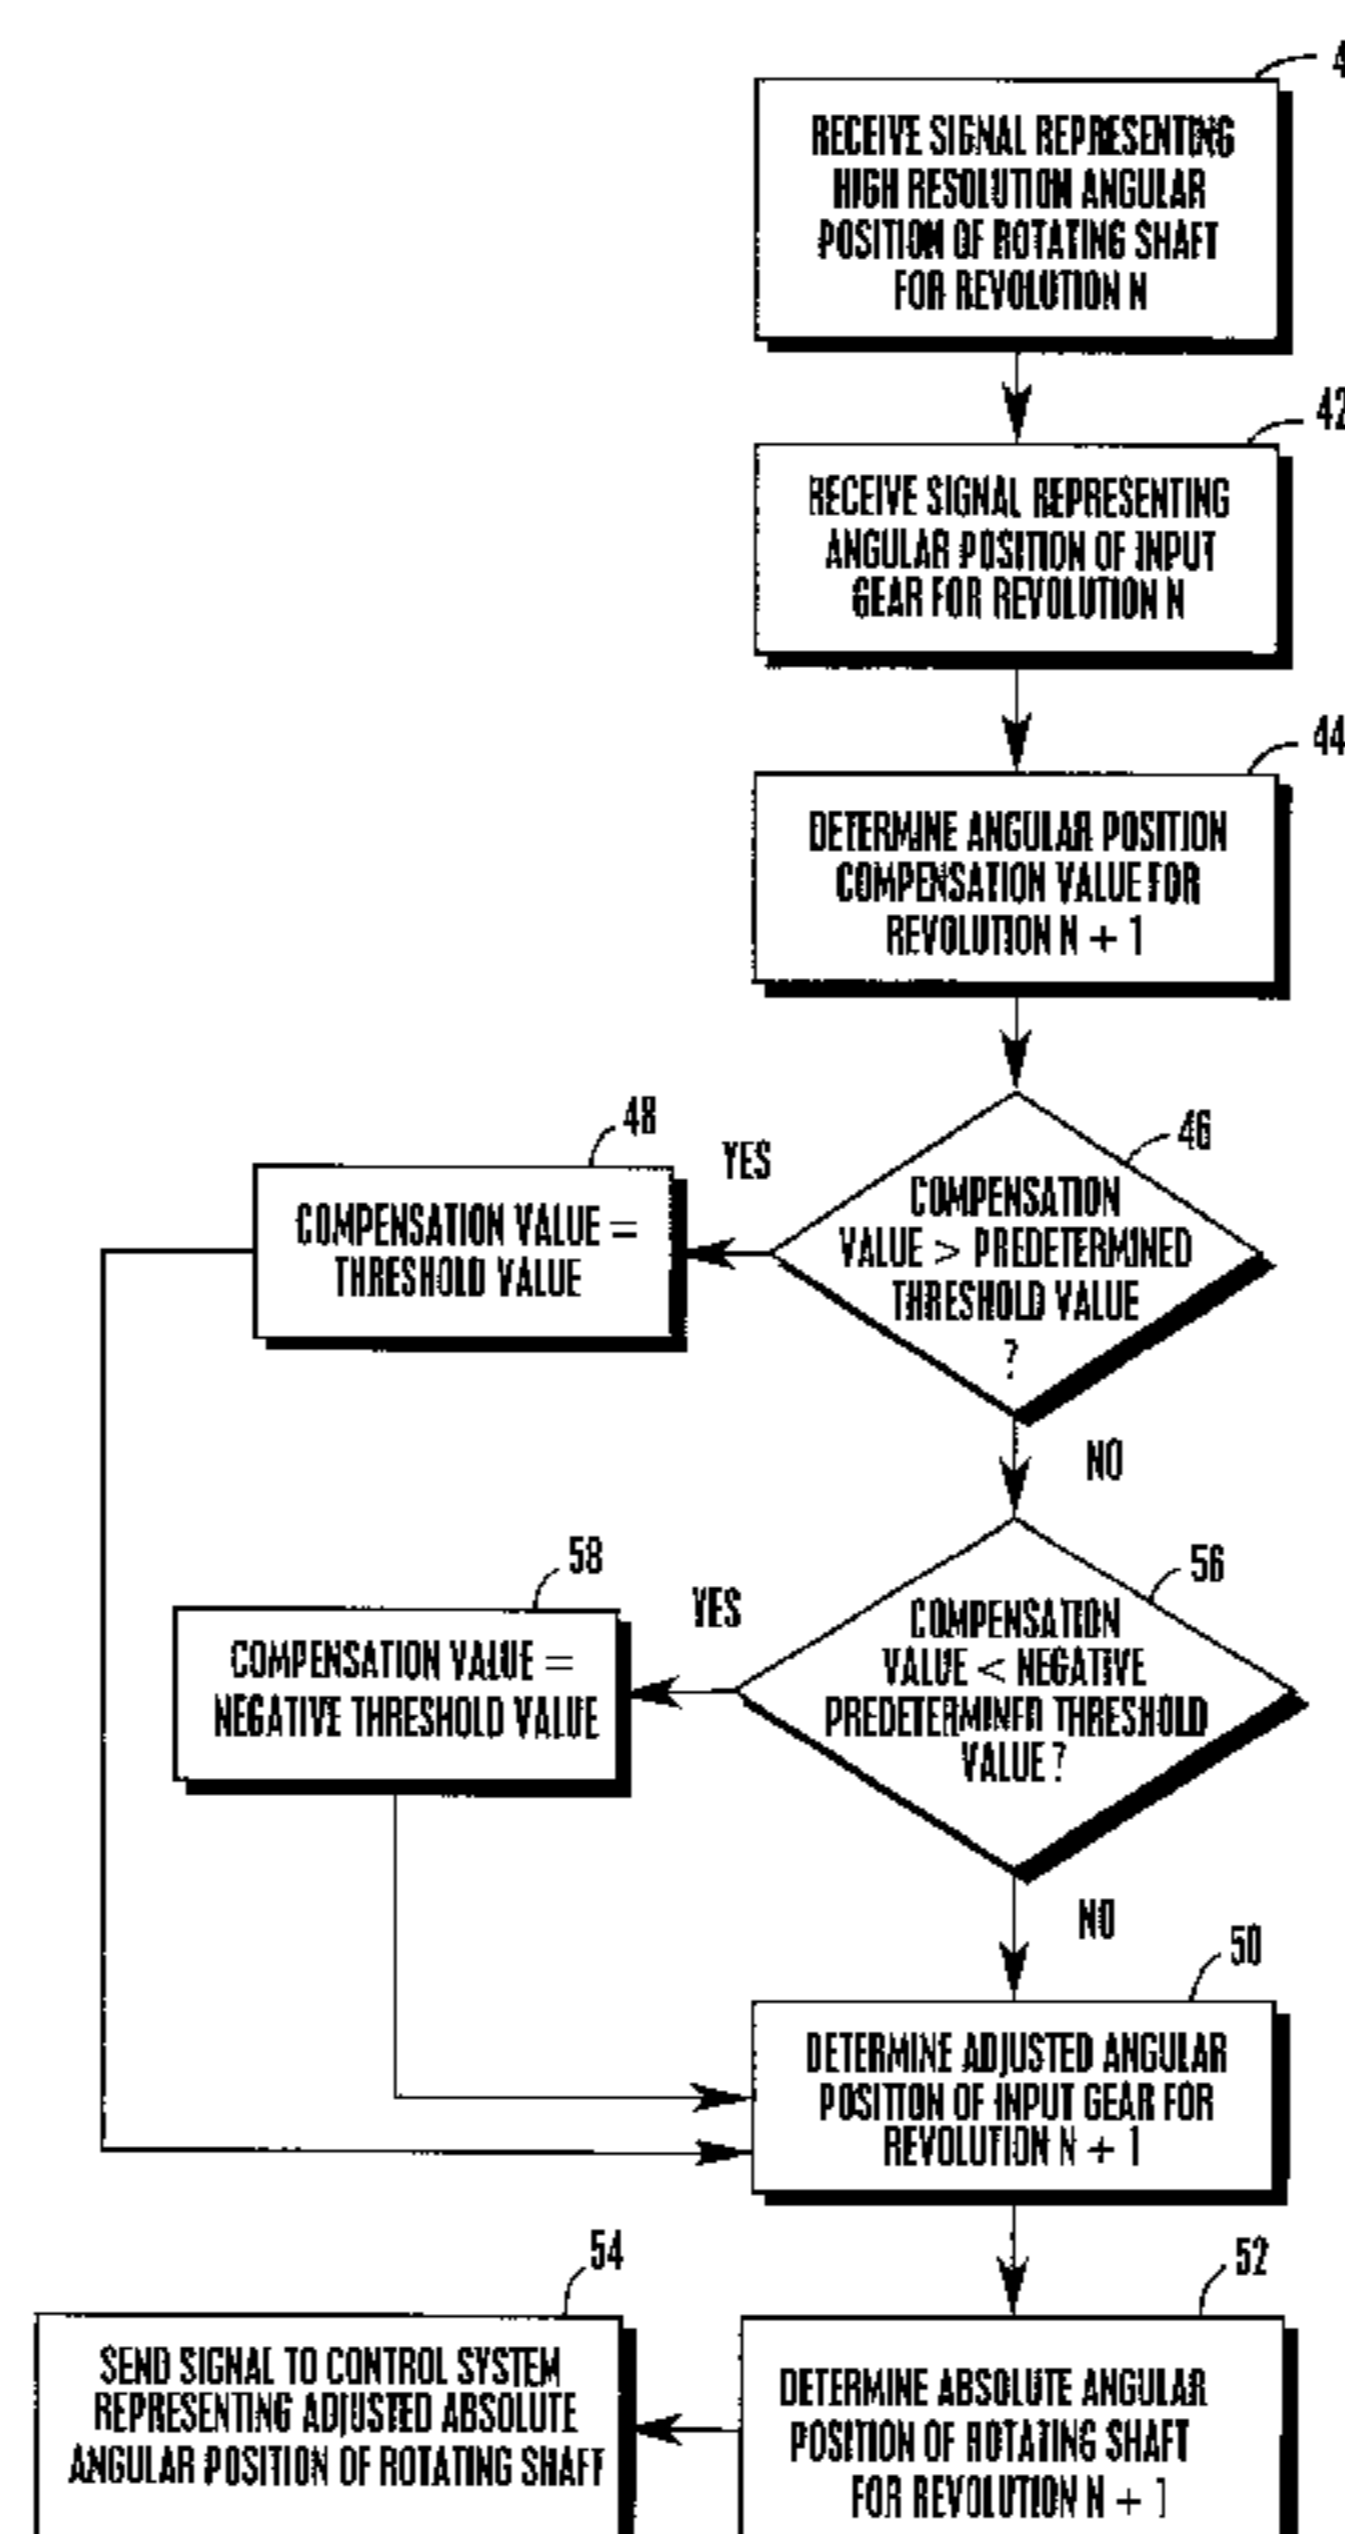 4
RECEIVE SIGNAL REPRESENTING
HIGH RESOLUTION ANGULAR
POSITION OF ROTATING SHAFT
FOR REVOLUTION N
42
RECEIVE SIGNAL REPRESENTING
ANGULAR POSITION OF INPUT
GEAR FOR REVOLUTION N
44
DETERMINE ANGULAR POSITION
COMPENSATION VALUE FOR
REVOLUTION N + 1
46
COMPENSATION
VALUE > PREDETERMINED
THRESHOLD VALUE
?
YES
48
COMPENSATION VALUE =
THRESHOLD VALUE
NO
56
COMPENSATION
VALUE < NEGATIVE
PREDETERMINED THRESHOLD
VALUE ?
YES
58
COMPENSATION VALUE =
NEGATIVE THRESHOLD VALUE
NO
50
DETERMINE ADJUSTED ANGULAR
POSITION OF INPUT GEAR FOR
REVOLUTION N + 1
52
DETERMINE ABSOLUTE ANGULAR
POSITION OF ROTATING SHAFT
FOR REVOLUTION N + 1
54
SEND SIGNAL TO CONTROL SYSTEM
REPRESENTING ADJUSTED ABSOLUTE
ANGULAR POSITION OF ROTATING SHAFT